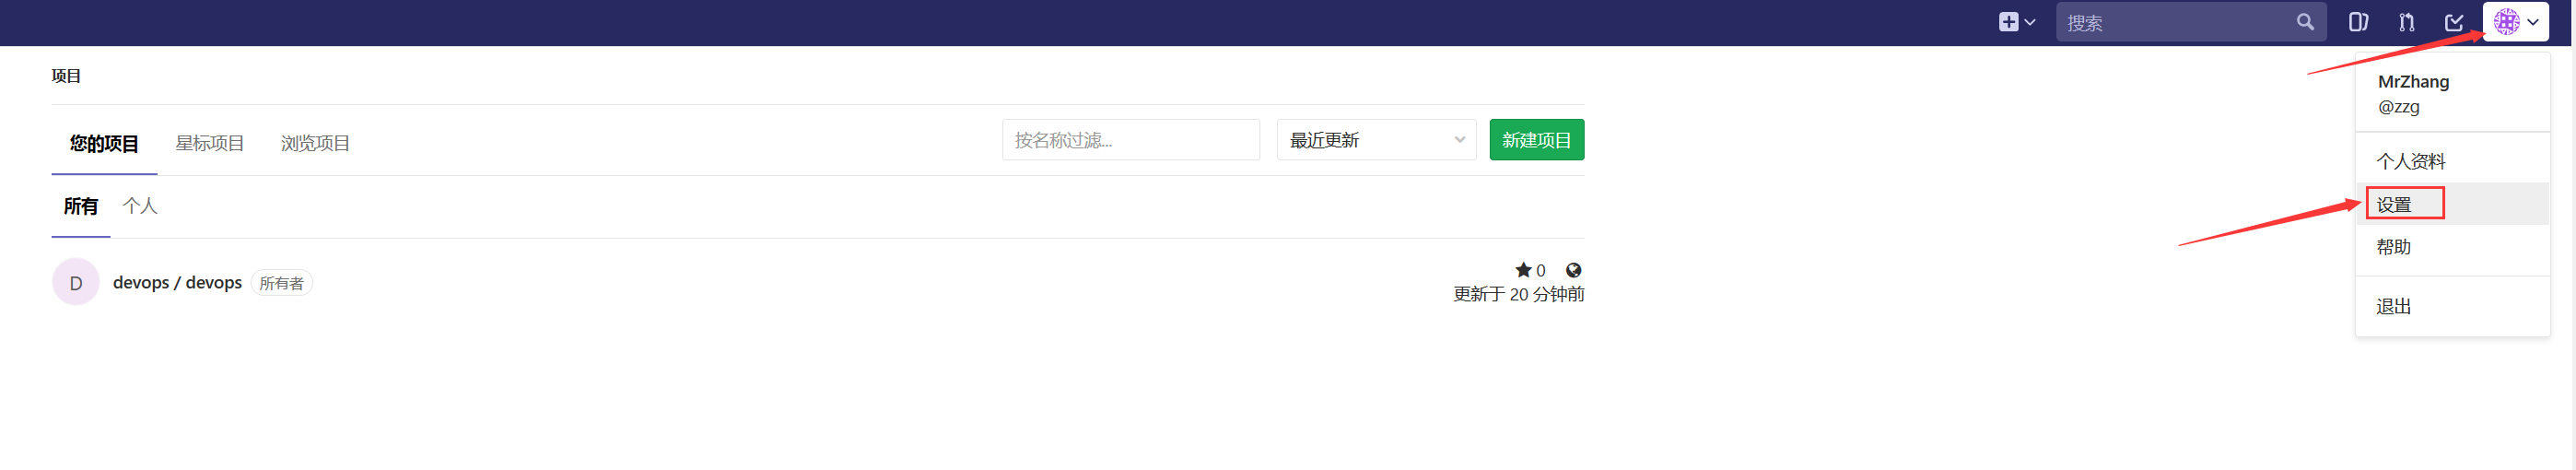 搜索
项目
您的项目 星标项目 浏览项目
按名称过滤... 最近更新 新建项目
所有 个人
D devops / devops 所有者
0
更新于 20 分钟前
MrZhang
@zzg
个人资料
设置
帮助
退出